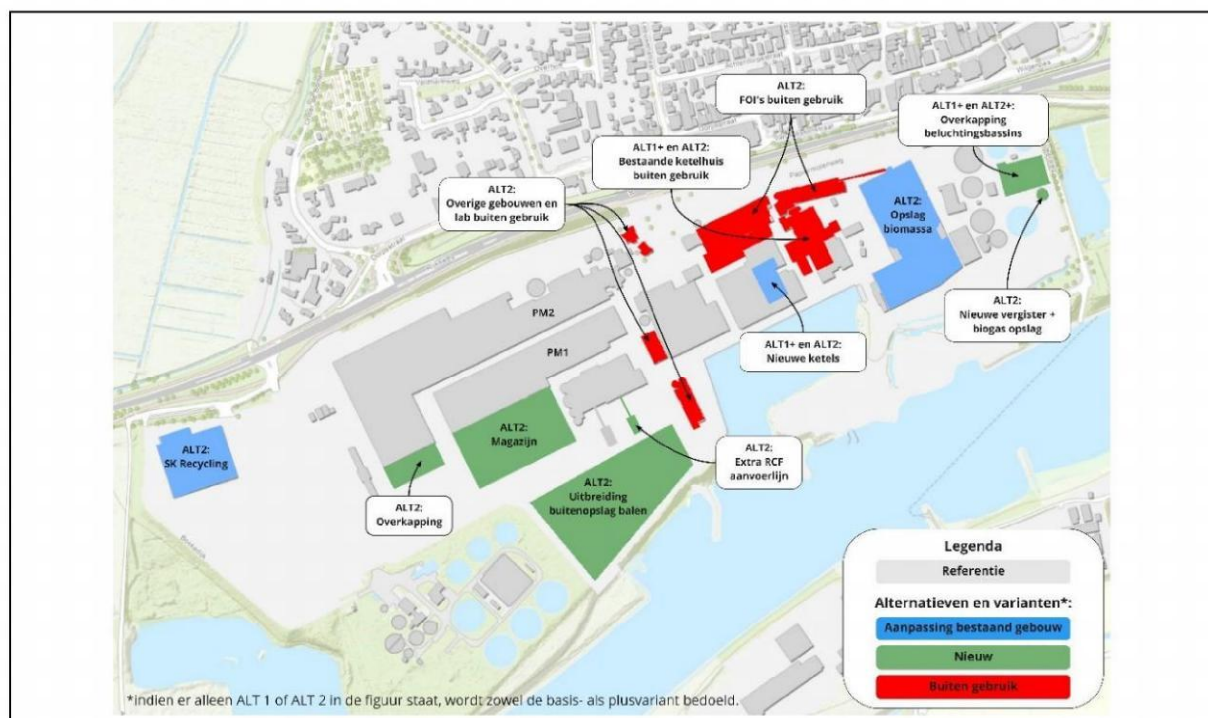 ALT2:
FOI's buiten gebruik
ALT1+ en ALT2+:
Overkapping
beluchtingsbassins
ALT1+ en ALT2:
Bestaande ketelhuis
buiten gebruik
ALT2:
Overige gebouwen en
lab buiten gebruik
ALT2:
Opslag
biomassa
ALT2:
Nieuwe vergister +
biogas opslag
PM2
ALT1+ en ALT2:
Nieuwe ketels
PM1
ALT2:
Magazijn
ALT2:
SK Recycling
ALT2:
Extra RCF
aanvoerlijn
ALT2:
Overkapping
ALT2:
Uitbreiding
buitenopslag balen
Legenda
Referentie
Alternatieven en varianten*:
Aanpassing bestaand gebouw
Nieuw
Buiten gebruik
*indien er alleen ALT 1 of ALT 2 in de figuur staat, wordt zowel de basis- als plusvariant bedoeld.